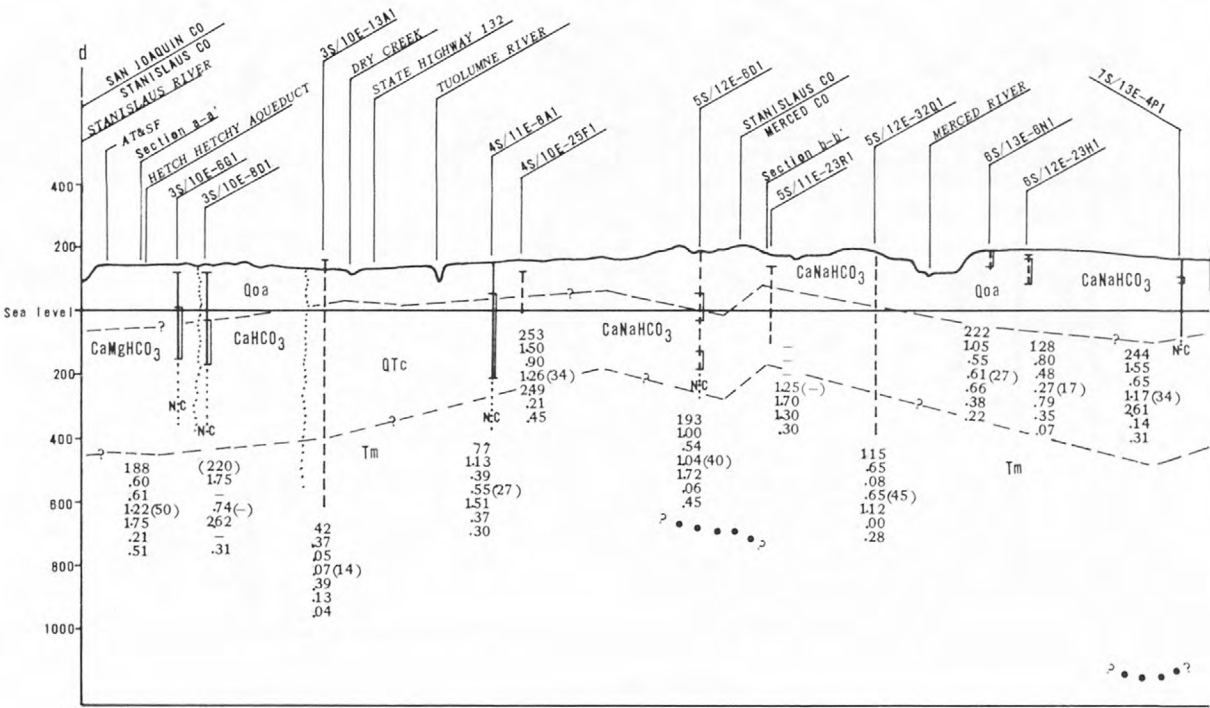 d
SAN JOAQUIN CO
STANISLAUS CO
STANISLAUS RIVER
AT&SF
Section a-a'
HETCH HETCHY AQUEDUCT
3S/10E-8D1
3S/10E-13A1
DRY CREEK
STATE HIGHWAY 132
TUOLUMNE RIVER
4S/11E-8A1
4S/10E-25F1
5S/12E-8D1
STANISLAUS CO
MERCED CO
Section b-b'
5S/11E-23R1
5S/12E-32Q1
MERCED RIVER
6S/12E-23H1
7S/13E-4P1
400
200
Sea level
200
400
600
800
1000
Qoa
CaMgHCO3
CaHCO3
QTc
CaNaHCO3
CaNaHCO3
Qoa
CaNaHCO3
Tm
Tm
?
?
?
?
?
?
?
?
?
?
?
?
?
N-C
N-C
N-C
N-C
N-C
188
.60
.61
1.22(50)
1.75
.21
.51
(220)
1.75
—
.74(—)
2.62
—
.31
42
.37
.05
.07(14)
.39
.13
.04
77
1.13
.39
.55(27)
1.51
.37
.30
253
1.50
.90
1.26(34)
2.49
.21
.45
193
1.00
.54
1.04(40)
1.72
.06
.45
—
—
—
1.25(—)
1.70
1.30
.30
115
.65
.08
.65(45)
1.12
.00
.28
222
1.05
.55
.61(27)
.66
.38
.22
128
.80
.48
.27(17)
.79
.35
.07
244
1.55
.65
1.17(34)
2.61
.14
.31